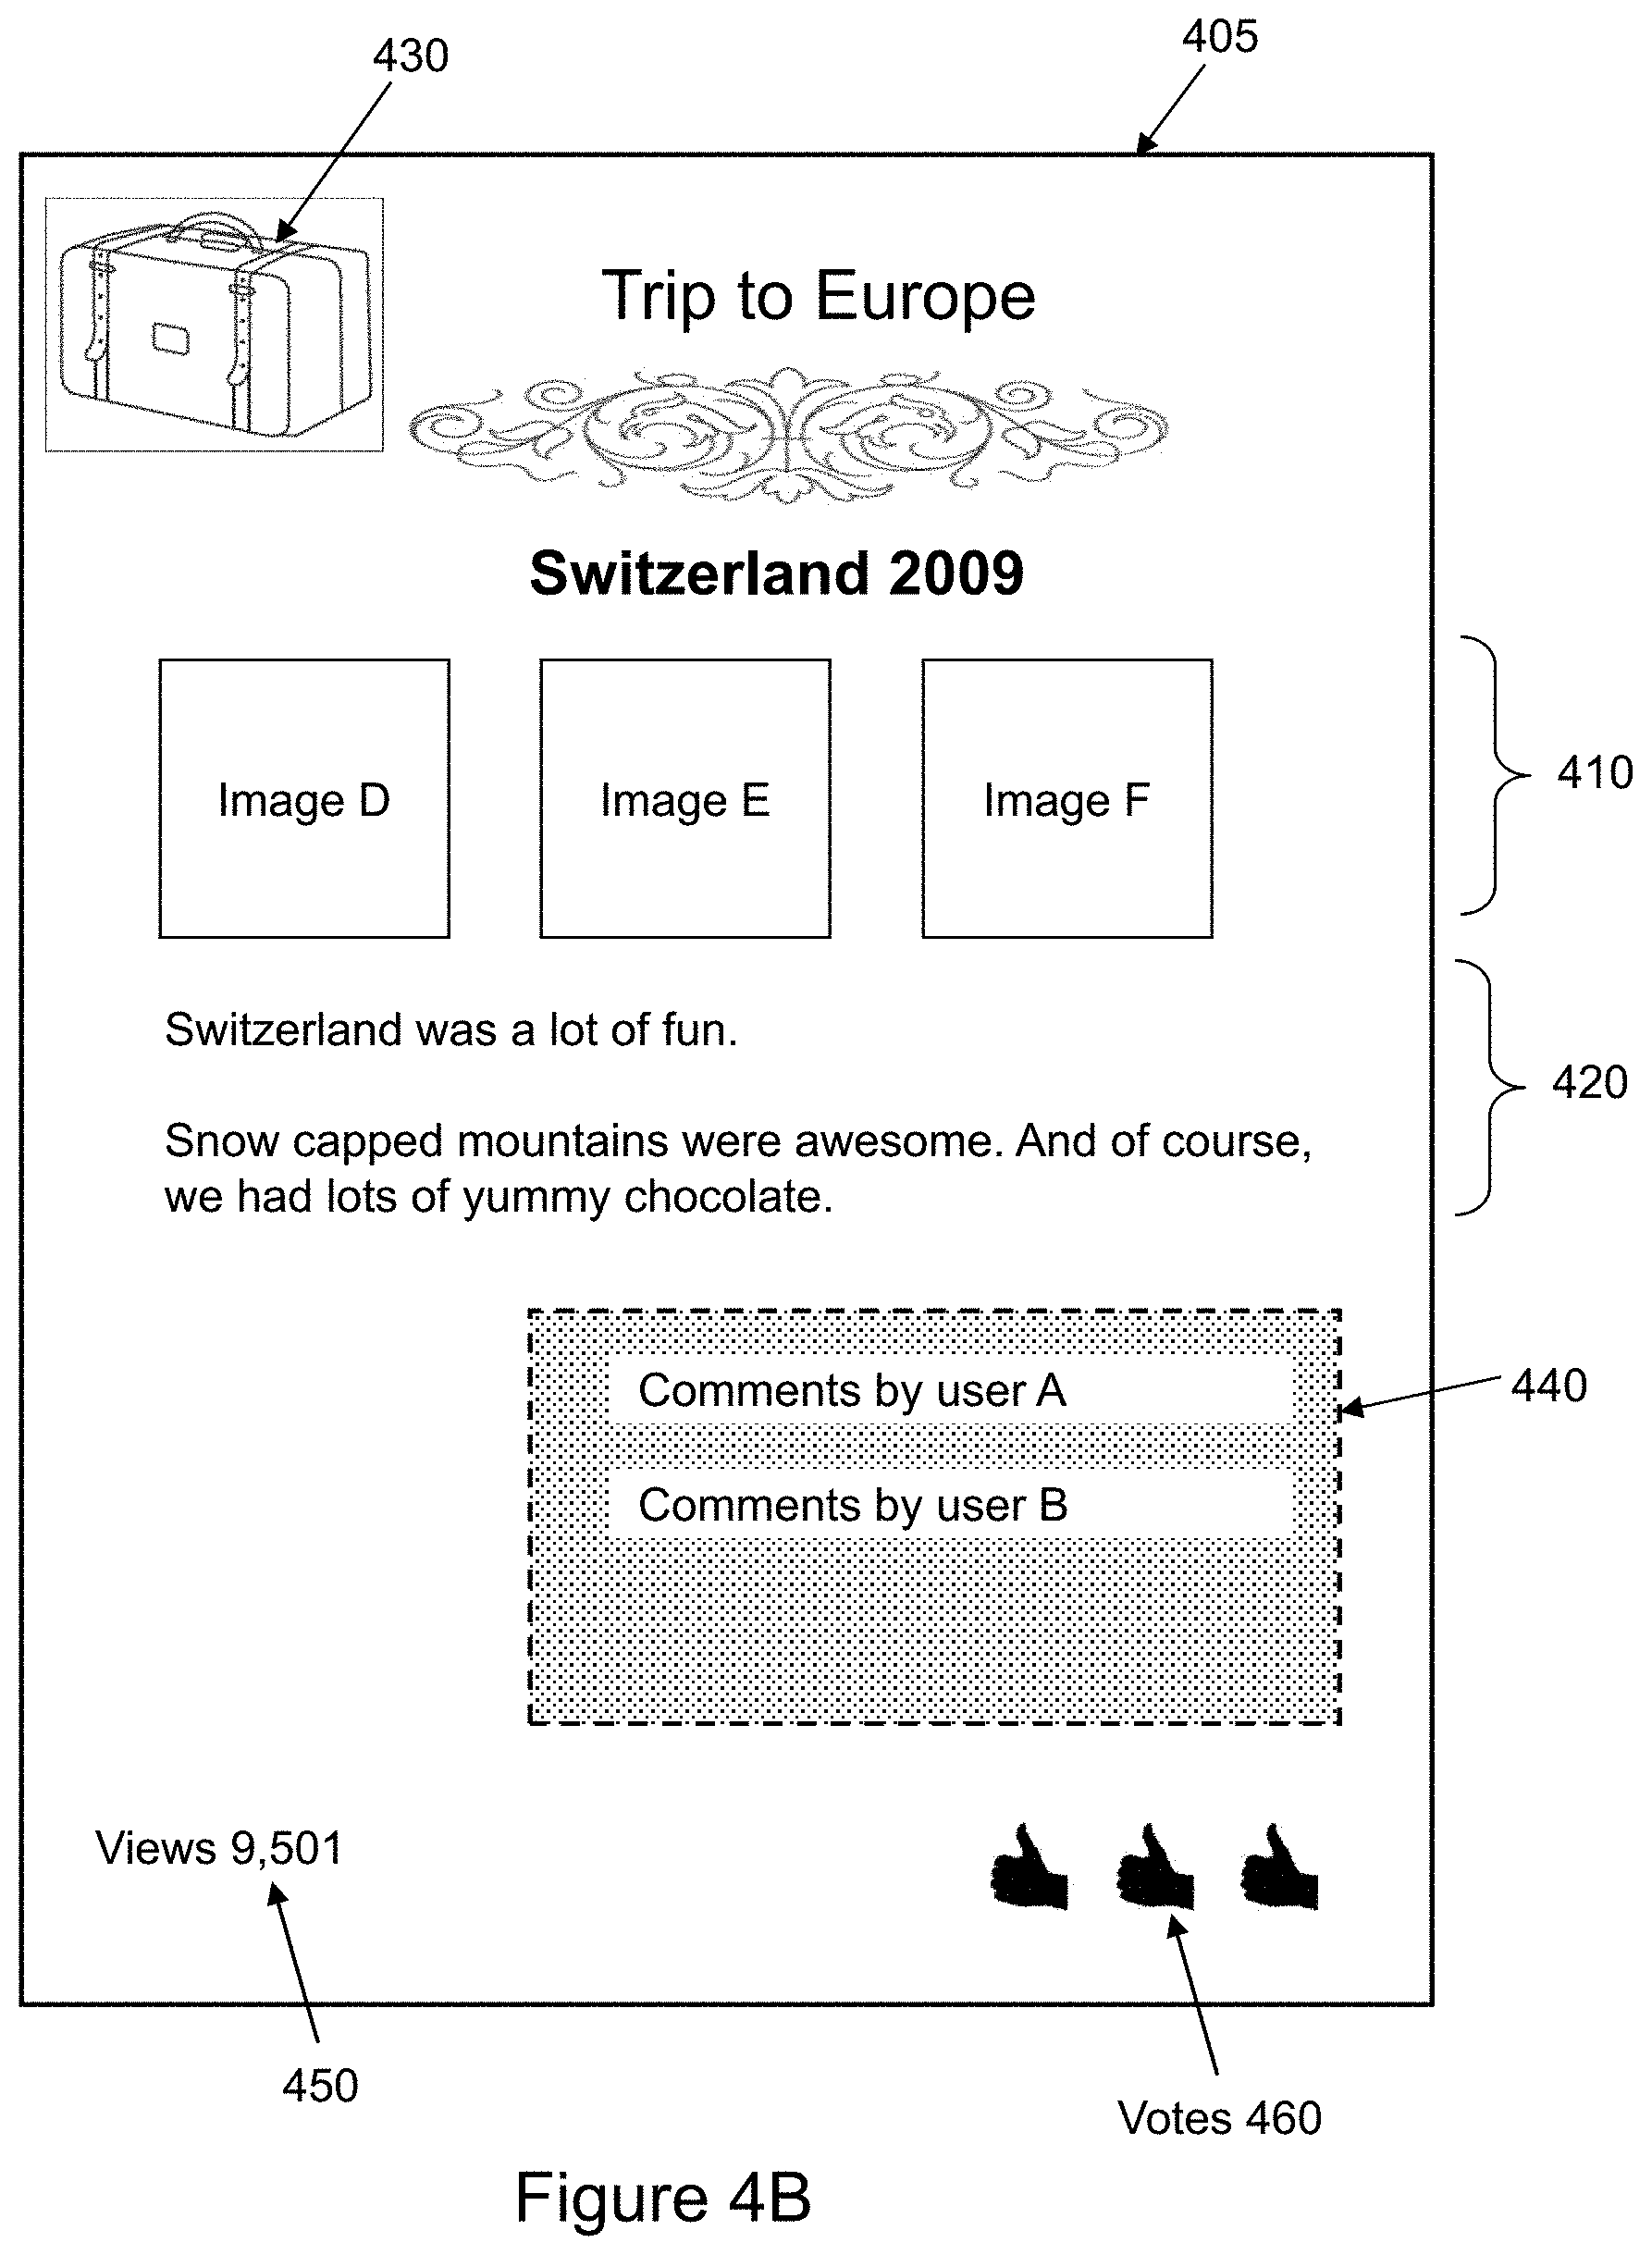 430
405
Trip to Europe
Switzerland 2009
Image D
Image E
Image F
410
Switzerland was a lot of fun.
420
Snow capped mountains were awesome. And of course,
we had lots of yummy chocolate.
Comments by user A
440
Comments by user B
Views 9,501
450
Votes 460
Figure 4B